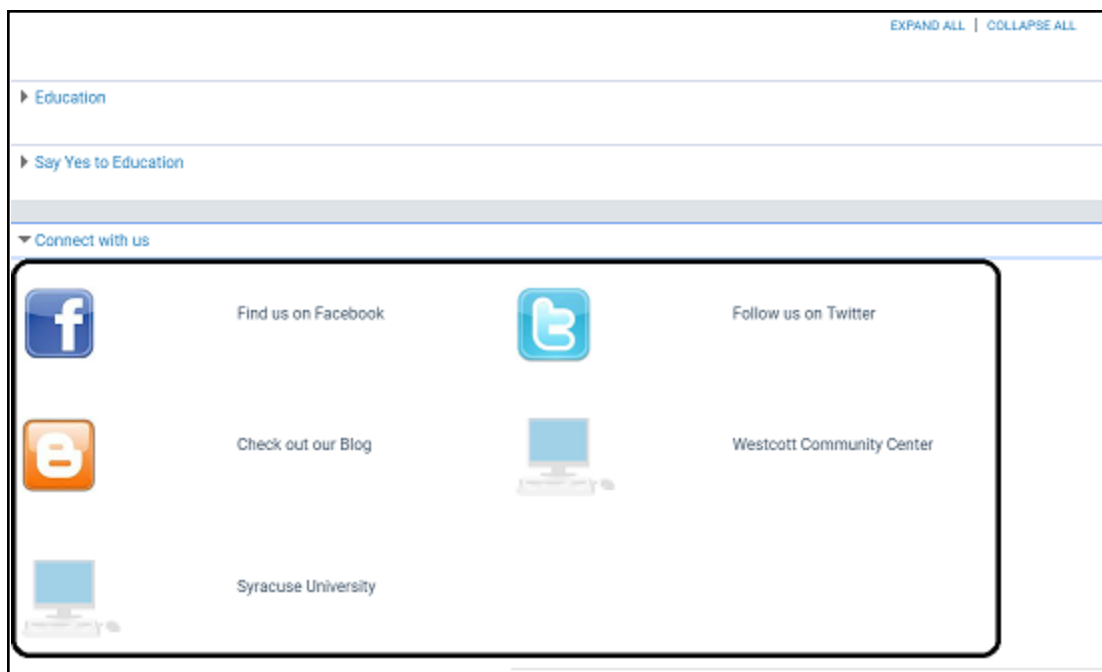 EXPAND ALL | COLLAPSE ALL
Education
Say Yes to Education
Connect with us
Find us on Facebook
Follow us on Twitter
Check out our Blog
Westcott Community Center
Syracuse University